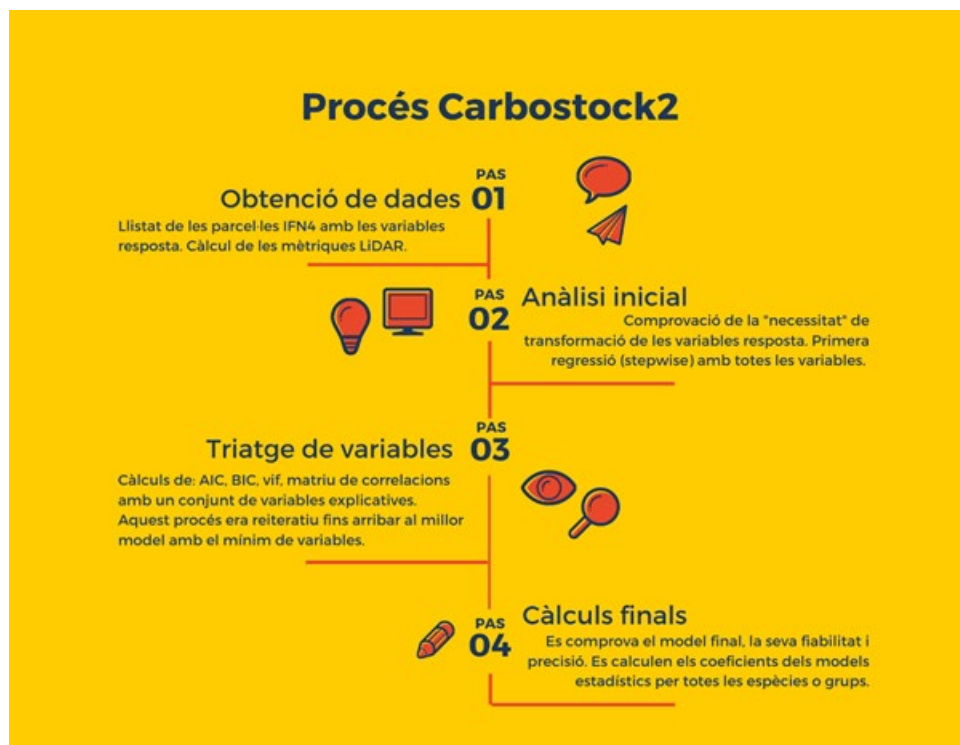 Procés Carbostock2
PAS
01
Obtenció de dades
Llistat de les parcel·les IFN4 amb les variables
resposta. Càlcul de les mètriques LiDAR.
PAS
02
Anàlisi inicial
Comprovació de la "necessitat" de
transformació de les variables resposta. Primera
regressió (stepwise) amb totes les variables.
PAS
03
Triatge de variables
Càlculs de: AIC, BIC, vif, matriu de correlacions
amb un conjunt de variables explicatives.
Aquest procés era reiteratiu fins arribar al millor
model amb el mínim de variables.
PAS
04
Càlculs finals
Es comprova el model final, la seva fiabilitat i
precisió. Es calculen els coeficients dels models
estadístics per totes les espècies o grups.